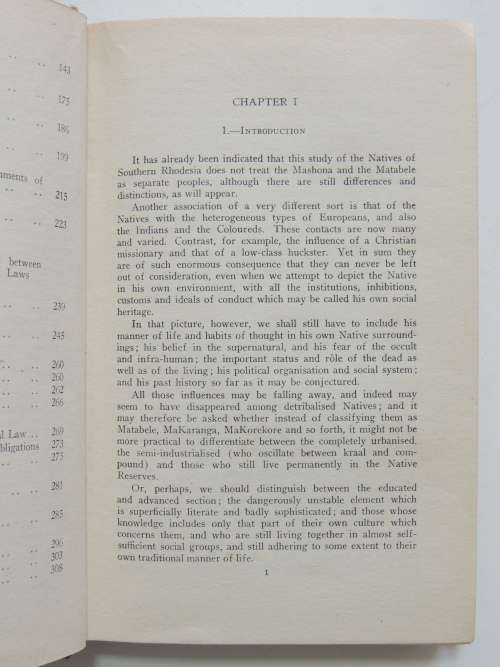 143
175
186
199
nments of
215
223
between
Laws
239
245
260
260
262
266
al Law .. 269
bligations 273
275
281
285
296
303
308
CHAPTER I
1.—Introduction
It has already been indicated that this study of the Natives of
Southern Rhodesia does not treat the Mashona and the Matabele
as separate peoples, although there are still differences and
distinctions, as will appear.
Another association of a very different sort is that of the
Natives with the heterogeneous types of Europeans, and also
the Indians and the Coloureds. These contacts are now many
and varied. Contrast, for example, the influence of a Christian
missionary and that of a low-class huckster. Yet in sum they
are of such enormous consequence that they can never be left
out of consideration, even when we attempt to depict the Native
in his own environment, with all the institutions, inhibitions,
customs and ideals of conduct which may be called his own social
heritage.
In that picture, however, we shall still have to include his
manner of life and habits of thought in his own Native surround-
ings; his belief in the supernatural, and his fear of the occult
and infra-human; the important status and rôle of the dead as
well as of the living; his political organisation and social system;
and his past history so far as it may be conjectured.
All those influences may be falling away, and indeed may
seem to have disappeared among detribalised Natives; and it
may therefore be asked whether instead of classifying them as
Matabele, MaKaranga, MaKorekore and so forth, it might not be
more practical to differentiate between the completely urbanised,
the semi-industrialised (who oscillate between kraal and com-
pound) and those who still live permanently in the Native
Reserves.
Or, perhaps, we should distinguish between the educated
and advanced section; the dangerously unstable element which
is superficially literate and badly sophisticated; and those whose
knowledge includes only that part of their own culture which
concerns them, and who are still living together in almost self-
sufficient social groups, and still adhering to some extent to their
own traditional manner of life.
1